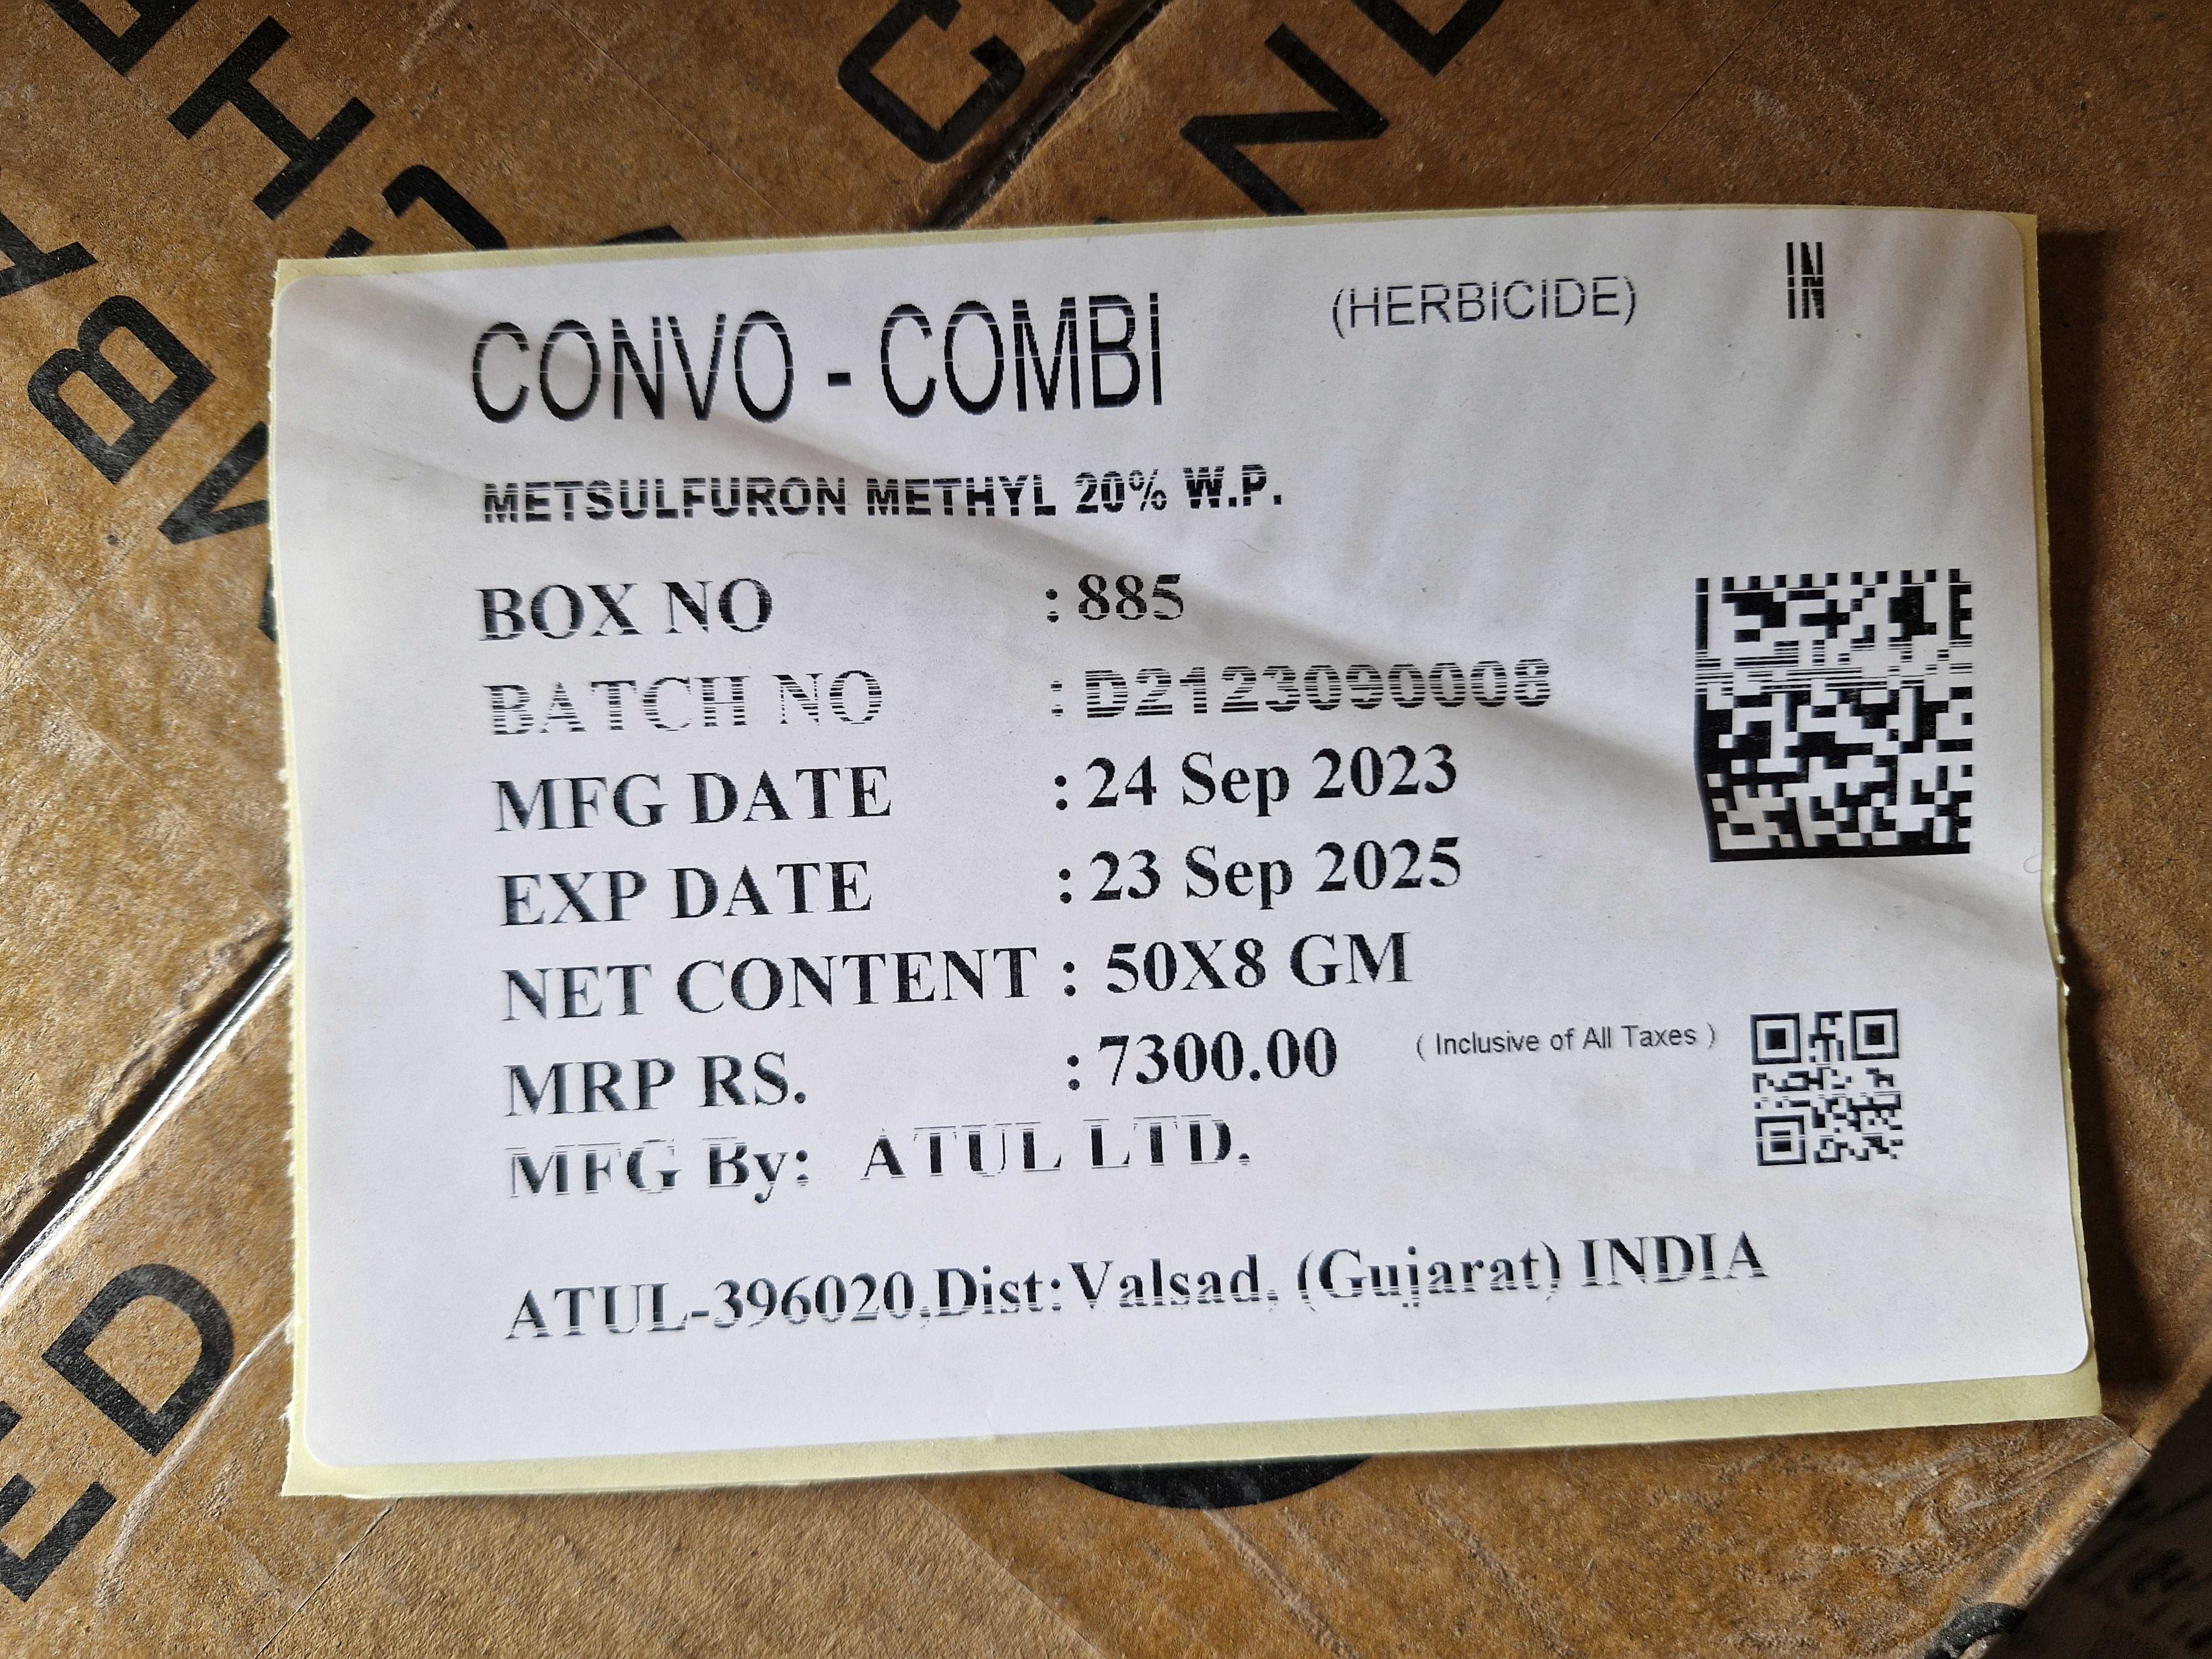 CONVO - COMBI (HERBICIDE) IN
METSULFURON METHYL 20% W.P.
BOX NO : 885
BATCH NO : D2123090008
MFG DATE : 24 Sep 2023
EXP DATE : 23 Sep 2025
NET CONTENT : 50X8 GM
MRP RS. : 7300.00 ( Inclusive of All Taxes )
MFG By: ATUL LTD.
ATUL-396020,Dist:Valsad, (Gujarat) INDIA